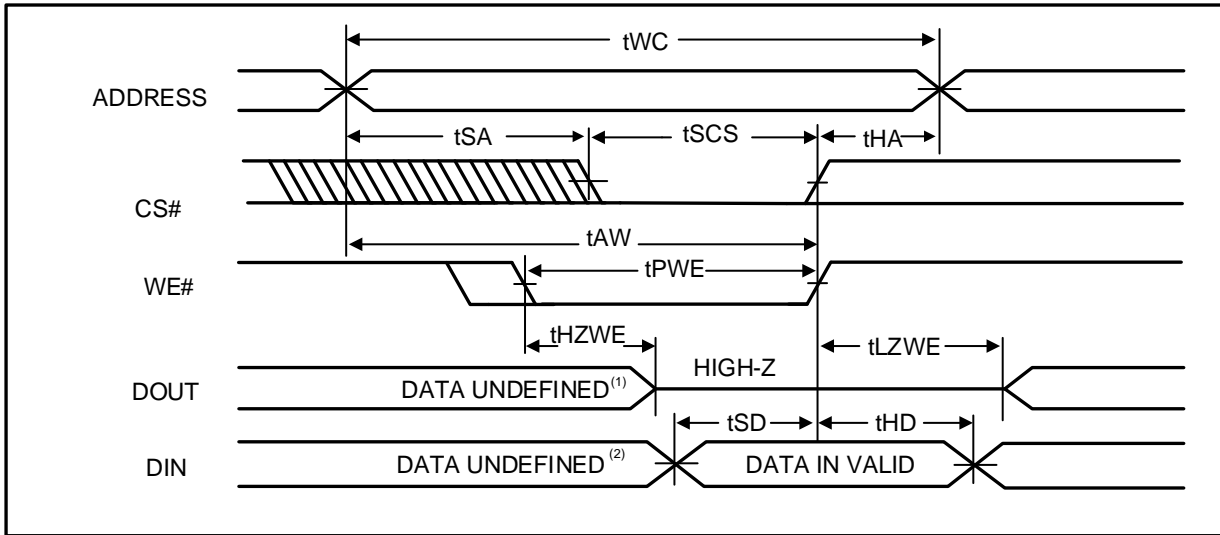 tWC
ADDRESS
tSA
tSCS
tHA
CS#
tAW
WE#
tPWE
tHZWE
tLZWE
DOUT
DATA UNDEFINED(1)
HIGH-Z
tSD
tHD
DIN
DATA UNDEFINED (2)
DATA IN VALID